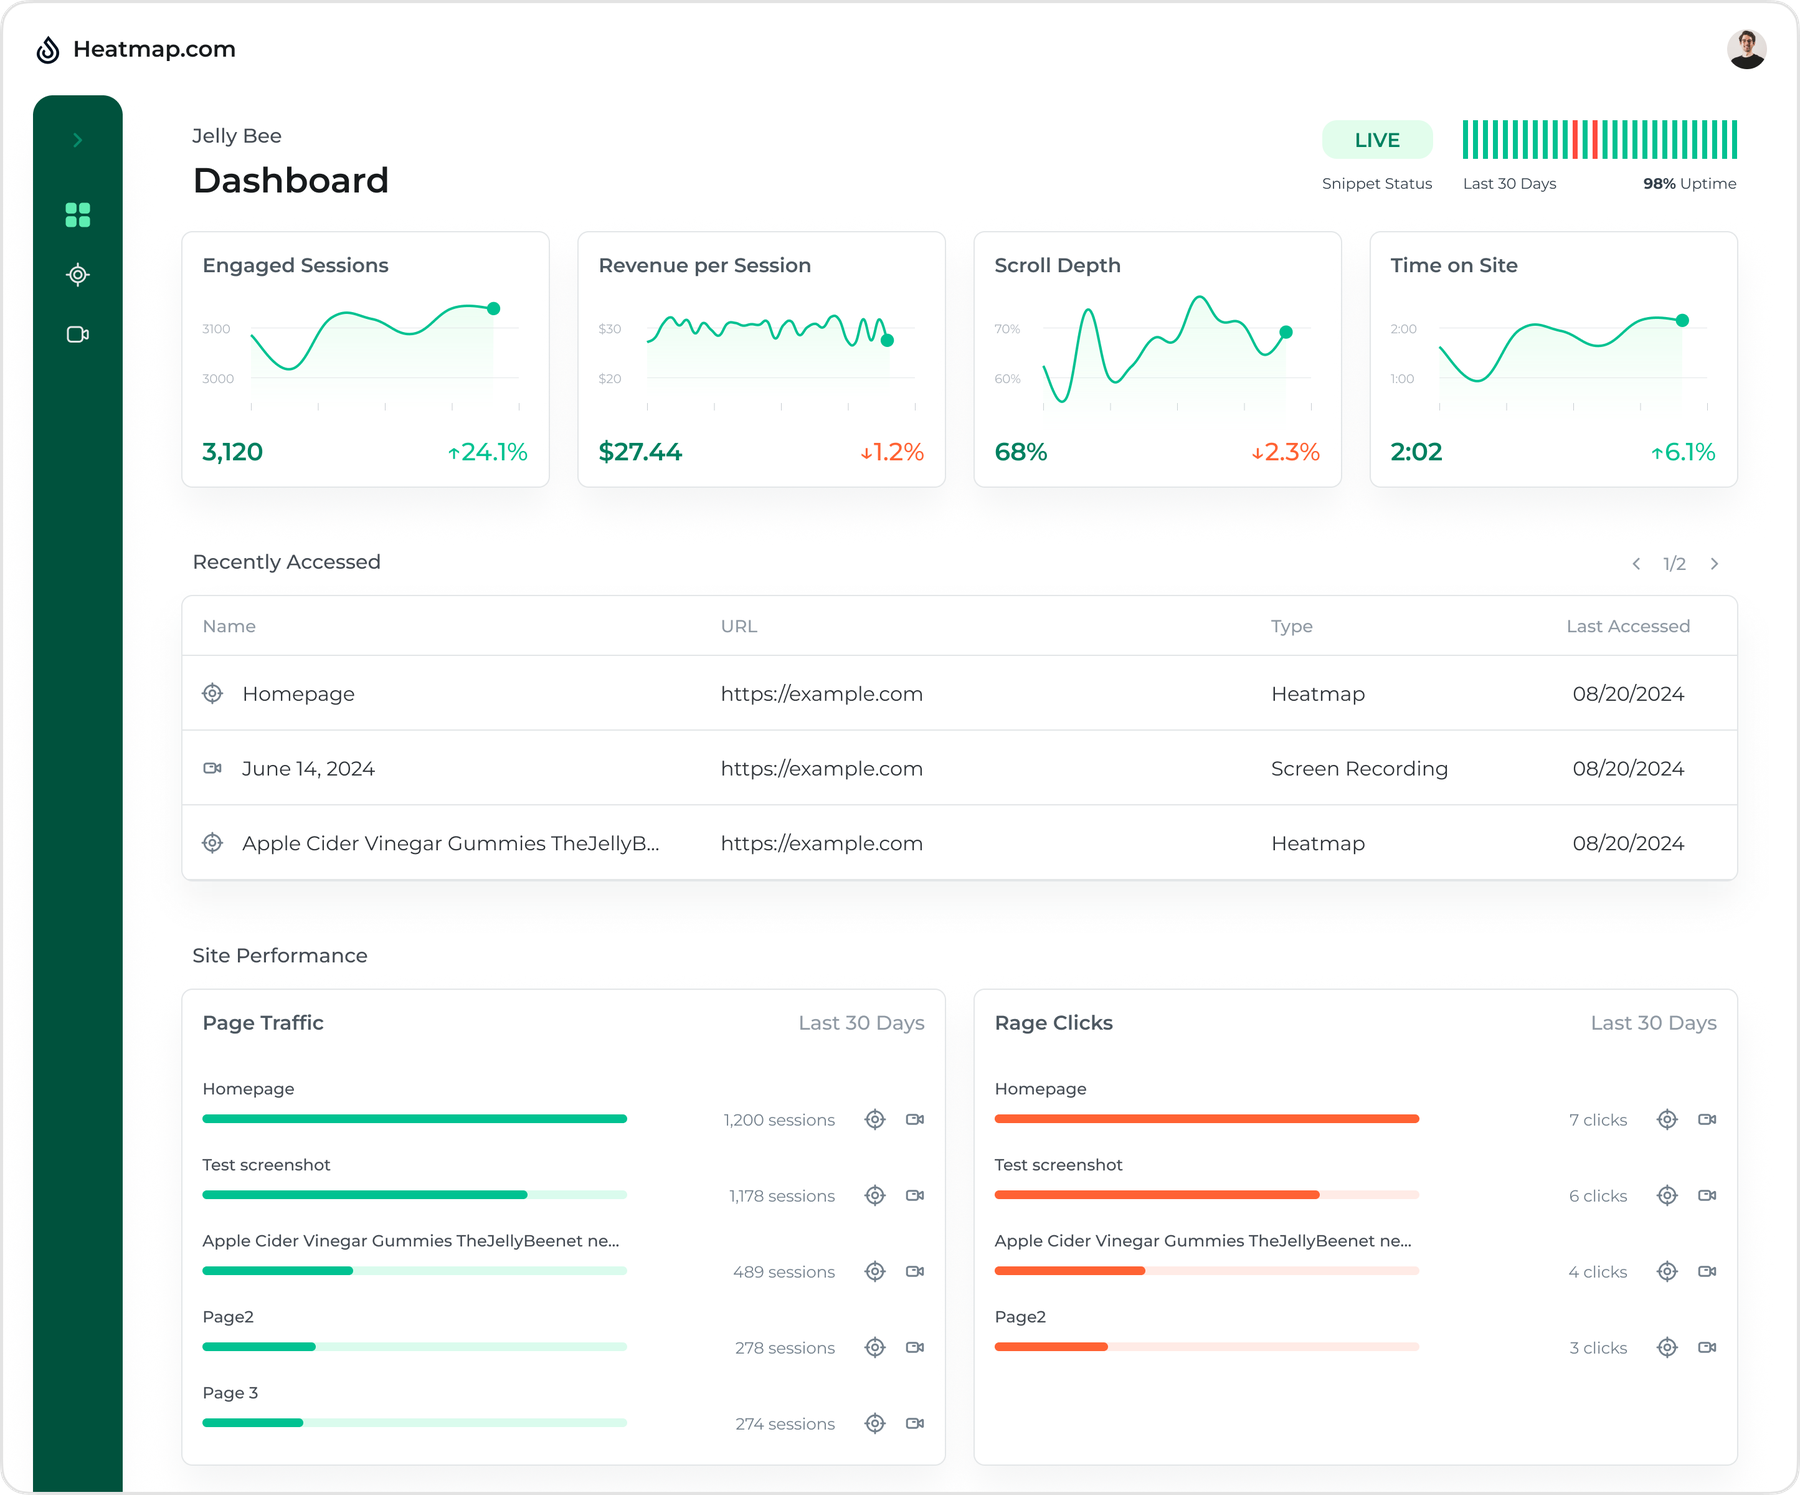 Heatmap.com
Jelly Bee
Dashboard
LIVE
Snippet Status
Last 30 Days
98% Uptime
Engaged Sessions
3100
3000
3,120
↑24.1%
Revenue per Session
$30
$20
$27.44
↓1.2%
Scroll Depth
70%
60%
68%
↓2.3%
Time on Site
2:00
1:00
2:02
↑6.1%
Recently Accessed
1/2
Name URL Type Last Accessed
Homepage https://example.com Heatmap 08/20/2024
June 14, 2024 https://example.com Screen Recording 08/20/2024
Apple Cider Vinegar Gummies TheJellyB... https://example.com Heatmap 08/20/2024
Site Performance
Page Traffic Last 30 Days
Homepage
1,200 sessions
Test screenshot
1,178 sessions
Apple Cider Vinegar Gummies TheJellyBeenet ne...
489 sessions
Page2
278 sessions
Page 3
274 sessions
Rage Clicks Last 30 Days
Homepage
7 clicks
Test screenshot
6 clicks
Apple Cider Vinegar Gummies TheJellyBeenet ne...
4 clicks
Page2
3 clicks